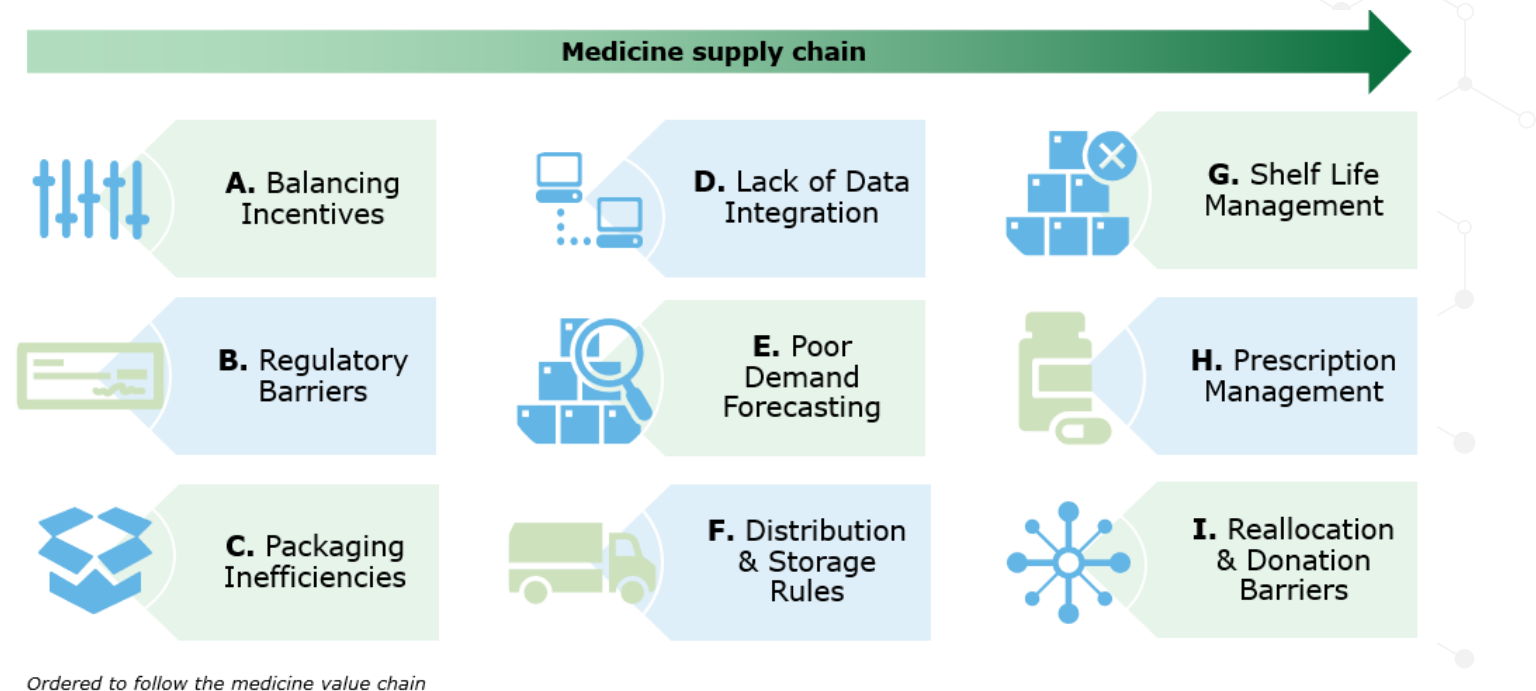 Medicine supply chain
A. Balancing
Incentives
B. Regulatory
Barriers
C. Packaging
Inefficiencies
D. Lack of Data
Integration
E. Poor
Demand
Forecasting
F. Distribution
& Storage
Rules
G. Shelf Life
Management
H. Prescription
Management
I. Reallocation
& Donation
Barriers
Ordered to follow the medicine value chain